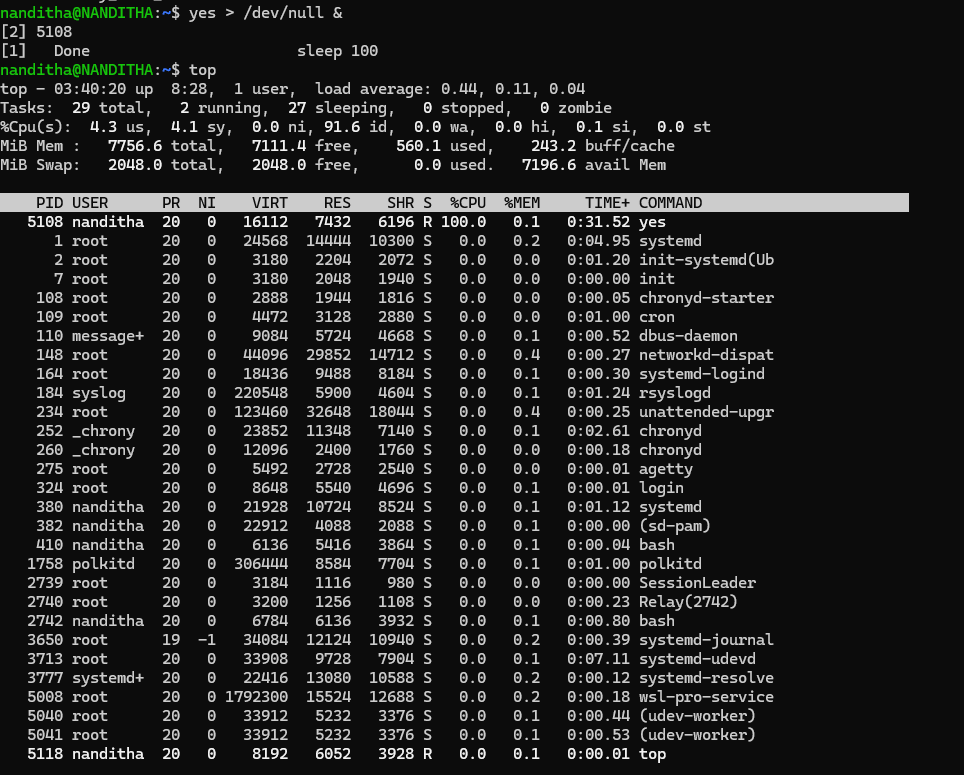 nanditha@NANDITHA:~$ yes > /dev/null &
[2] 5108
[1]   Done                       sleep 100
nanditha@NANDITHA:~$ top
top - 03:40:20 up  8:28,  1 user,  load average: 0.44, 0.11, 0.04
Tasks:  29 total,   2 running,  27 sleeping,   0 stopped,   0 zombie
%Cpu(s):  4.3 us,  4.1 sy,  0.0 ni, 91.6 id,  0.0 wa,  0.0 hi,  0.1 si,  0.0 st
MiB Mem :   7756.6 total,   7111.4 free,    560.1 used,    243.2 buff/cache
MiB Swap:   2048.0 total,   2048.0 free,      0.0 used.   7196.6 avail Mem
    PID USER      PR  NI    VIRT    RES    SHR S  %CPU  %MEM     TIME+ COMMAND
   5108 nanditha  20   0   16112   7432   6196 R 100.0   0.1   0:31.52 yes
      1 root      20   0   24568  14444  10300 S   0.0   0.2   0:04.95 systemd
      2 root      20   0    3180   2204   2072 S   0.0   0.0   0:01.20 init-systemd(Ub
      7 root      20   0    3180   2048   1940 S   0.0   0.0   0:00.00 init
    108 root      20   0    2888   1944   1816 S   0.0   0.0   0:00.05 chronyd-starter
    109 root      20   0    4472   3128   2880 S   0.0   0.0   0:01.00 cron
    110 message+  20   0    9084   5724   4668 S   0.0   0.1   0:00.52 dbus-daemon
    148 root      20   0   44096  29852  14712 S   0.0   0.4   0:00.27 networkd-dispat
    164 root      20   0   18436   9488   8184 S   0.0   0.1   0:00.30 systemd-logind
    184 syslog    20   0  220548   5900   4604 S   0.0   0.1   0:01.24 rsyslogd
    234 root      20   0  123460  32648  18044 S   0.0   0.4   0:00.25 unattended-upgr
    252 _chrony   20   0   23852  11348   7140 S   0.0   0.1   0:02.61 chronyd
    260 _chrony   20   0   12096   2400   1760 S   0.0   0.0   0:00.18 chronyd
    275 root      20   0    5492   2728   2540 S   0.0   0.0   0:00.01 agetty
    324 root      20   0    8648   5540   4696 S   0.0   0.1   0:00.01 login
    380 nanditha  20   0   21928  10724   8524 S   0.0   0.1   0:01.12 systemd
    382 nanditha  20   0   22912   4088   2088 S   0.0   0.1   0:00.00 (sd-pam)
    410 nanditha  20   0    6136   5416   3864 S   0.0   0.1   0:00.04 bash
   1758 polkitd   20   0  306444   8584   7704 S   0.0   0.1   0:01.00 polkitd
   2739 root      20   0    3184   1116    980 S   0.0   0.0   0:00.00 SessionLeader
   2740 root      20   0    3200   1256   1108 S   0.0   0.0   0:00.23 Relay(2742)
   2742 nanditha  20   0    6784   6136   3932 S   0.0   0.1   0:00.80 bash
   3650 root      19  -1   34084  12124  10940 S   0.0   0.2   0:00.39 systemd-journal
   3713 root      20   0   33908   9728   7904 S   0.0   0.1   0:07.11 systemd-udevd
   3777 systemd+  20   0   22416  13080  10588 S   0.0   0.2   0:00.12 systemd-resolve
   5008 root      20   0 1792300  15524  12688 S   0.0   0.2   0:00.18 wsl-pro-service
   5040 root      20   0   33912   5232   3376 S   0.0   0.1   0:00.44 (udev-worker)
   5041 root      20   0   33912   5232   3376 S   0.0   0.1   0:00.53 (udev-worker)
   5118 nanditha  20   0    8192   6052   3928 R   0.0   0.1   0:00.01 top